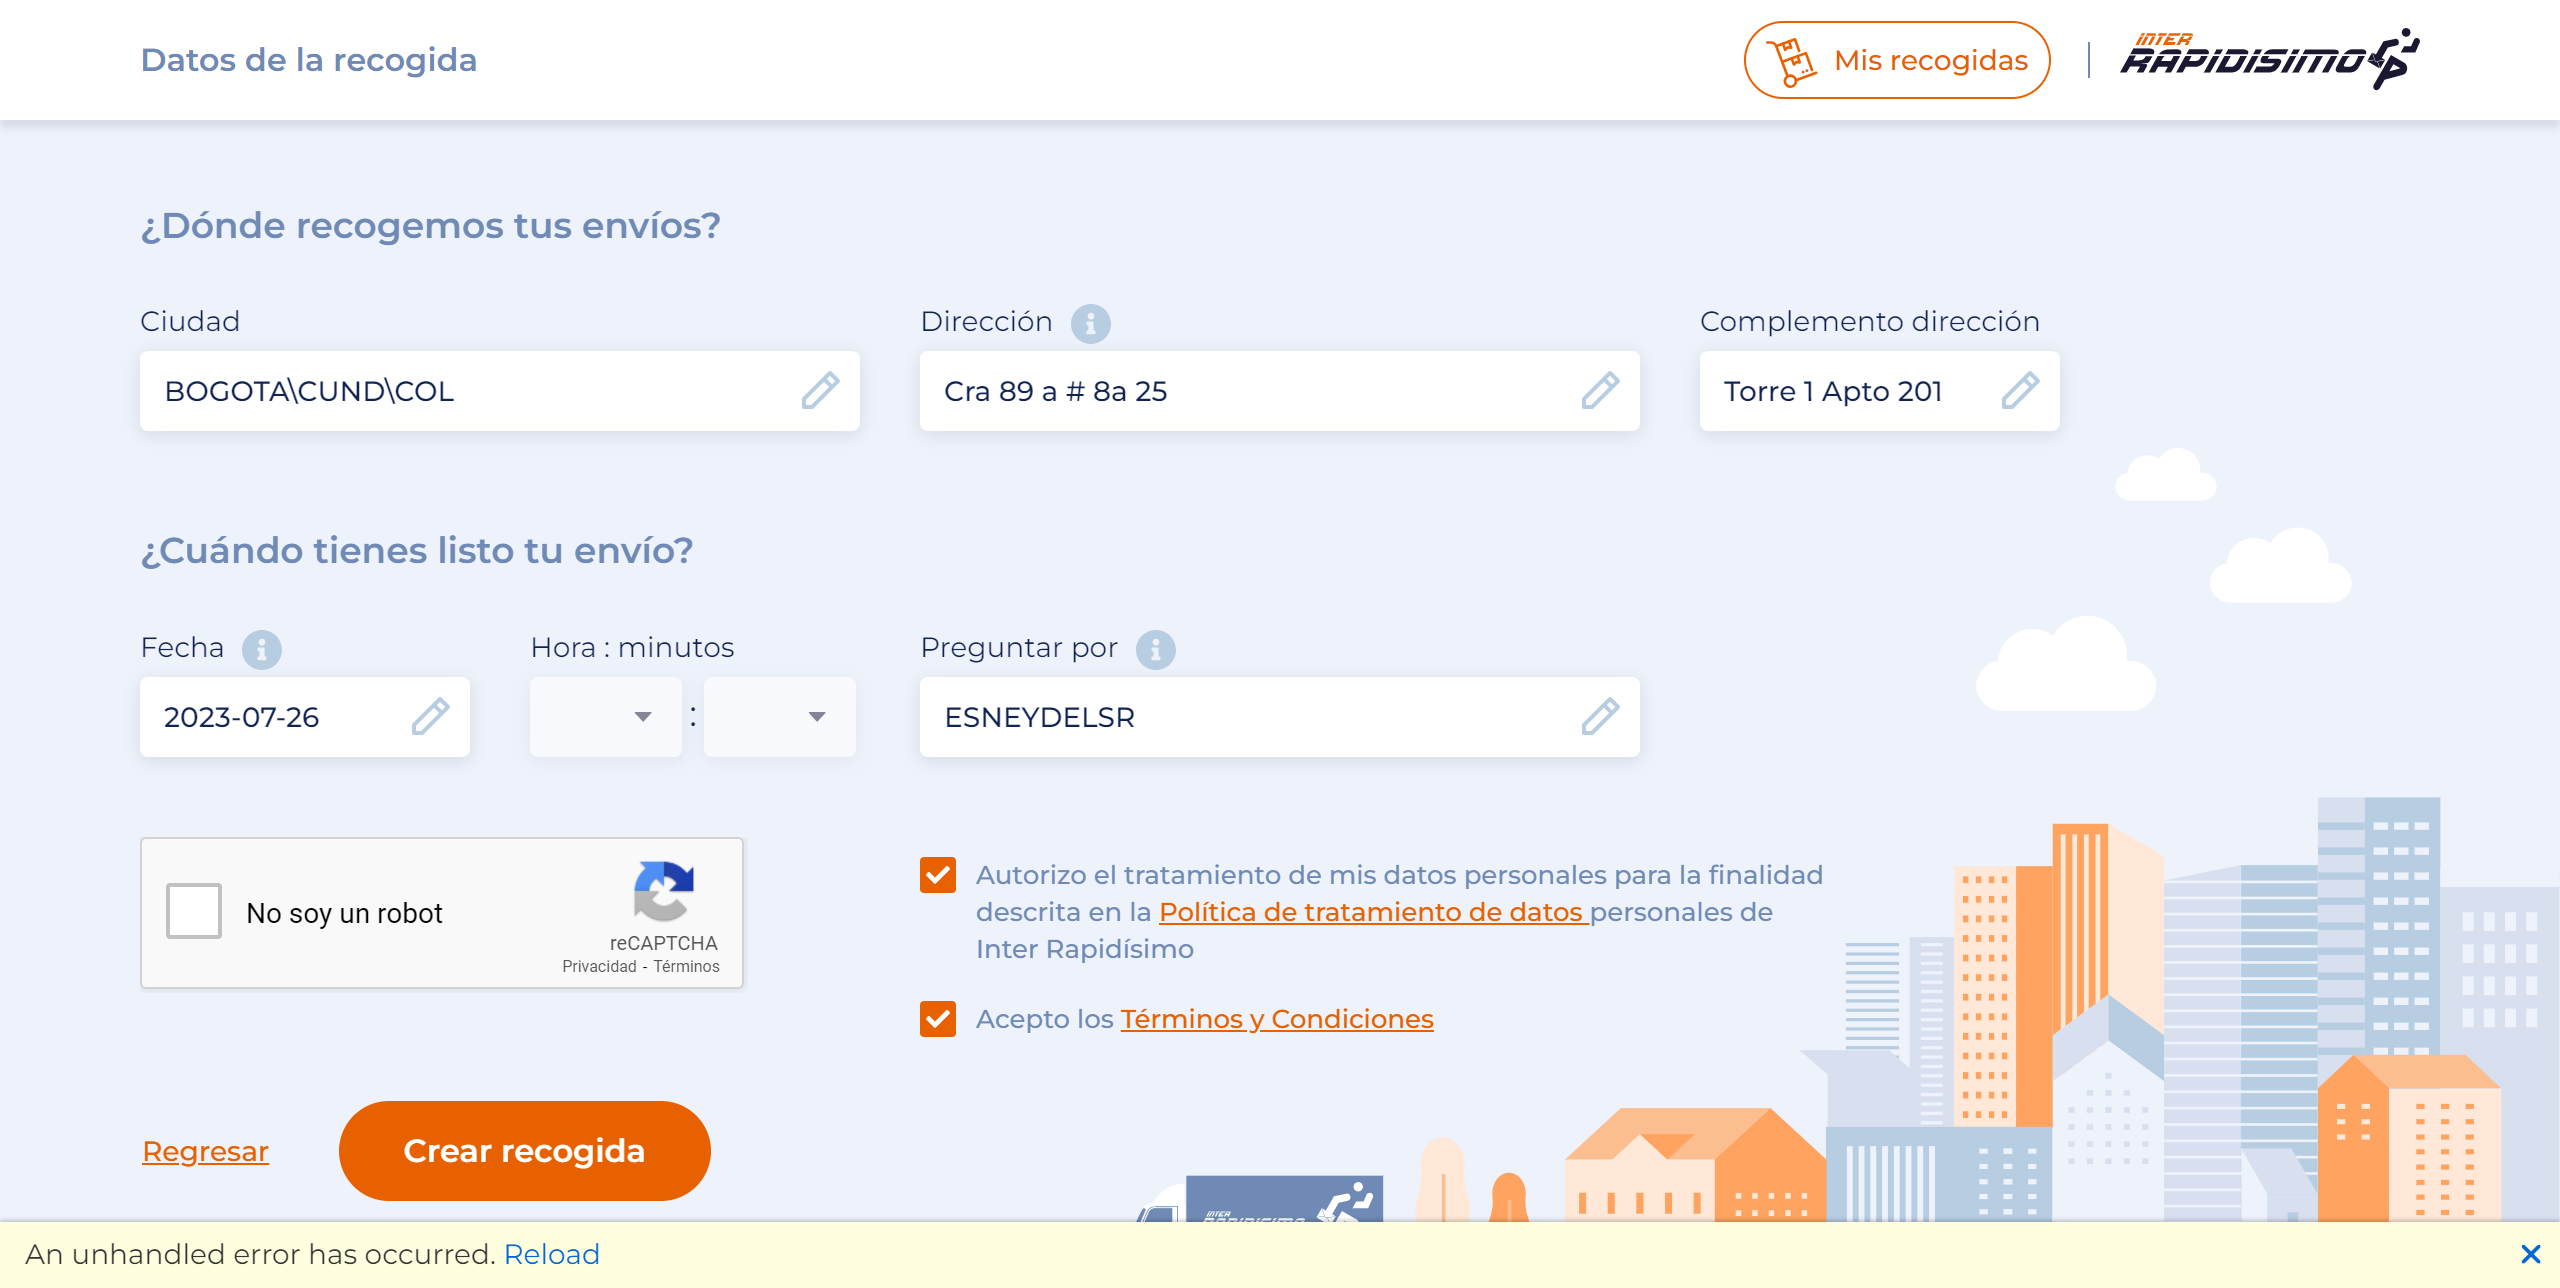 Datos de la recogida
Mis recogidas
INTER
RAPIDISIMO
¿Dónde recogemos tus envíos?
Ciudad
Dirección
Complemento dirección
BOGOTA\CUND\COL
Cra 89 a # 8a 25
Torre 1 Apto 201
¿Cuándo tienes listo tu envío?
Fecha
Hora : minutos
Preguntar por
2023-07-26
:
ESNEYDELSR
No soy un robot
reCAPTCHA
Privacidad - Términos
Autorizo el tratamiento de mis datos personales para la finalidad
descrita en la Política de tratamiento de datos personales de
Inter Rapidísimo
Acepto los Términos y Condiciones
Regresar
Crear recogida
INTER
RAPIDISIMO
An unhandled error has occurred. Reload